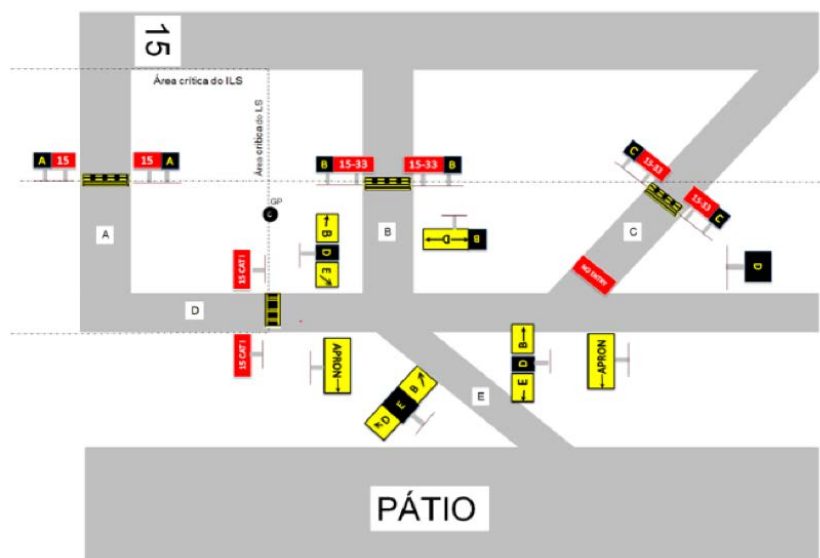 15
Área crítica do ILS
Área crítica do ILS
A 15
15 A
B 15-33
15-33 B
C 15-33
15-33 C
GP
A
B
C
←B
D
E→
←D→
B
D
15 CAT I
NO ENTRY
D
15 CAT I
APRON→
B→
D
←E
APRON→
B
E
KD
E
PÁTIO